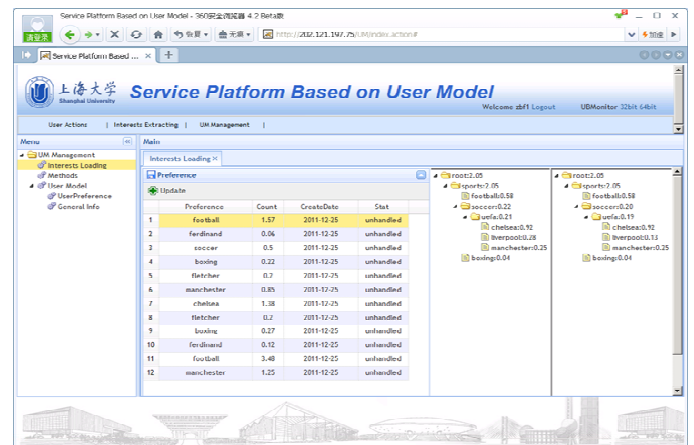 Service Platform Based on User Model - 360安全浏览器 4.2 Beta版
请登录
恢复
无痕
http://202.121.197.75/UM/index.action#
加速
Service Platform Based ...
上海大学
Shanghai University
Service Platform Based on User Model
Welcome zbf1 Logout UBMonitor 32bit 64bit
User Actions | Interests Extracting | UM Management |
Menu
UM Management
Interests Loading
Methods
User Model
UserPreference
General Info
Main
Interests Loading
Preference
Update
Preference Count CreateDate Stat
1 football 1.57 2011-12-25 unhandled
2 ferdinand 0.06 2011-12-25 unhandled
3 soccer 0.5 2011-12-25 unhandled
4 boxing 0.22 2011-12-25 unhandled
5 fletcher 0.2 2011-12-25 unhandled
6 manchester 0.85 2011-12-25 unhandled
7 chelsea 1.38 2011-12-25 unhandled
8 fletcher 0.2 2011-12-25 unhandled
9 boxing 0.27 2011-12-25 unhandled
10 ferdinand 0.12 2011-12-25 unhandled
11 football 3.48 2011-12-25 unhandled
12 manchester 1.25 2011-12-25 unhandled
root:2.05
sports:2.05
football:0.58
soccer:0.22
uefa:0.21
chelsea:0.92
liverpool:0.28
manchester:0.25
boxing:0.04
root:2.05
sports:2.05
football:0.58
soccer:0.20
uefa:0.19
chelsea:0.92
liverpool:0.13
manchester:0.25
boxing:0.04